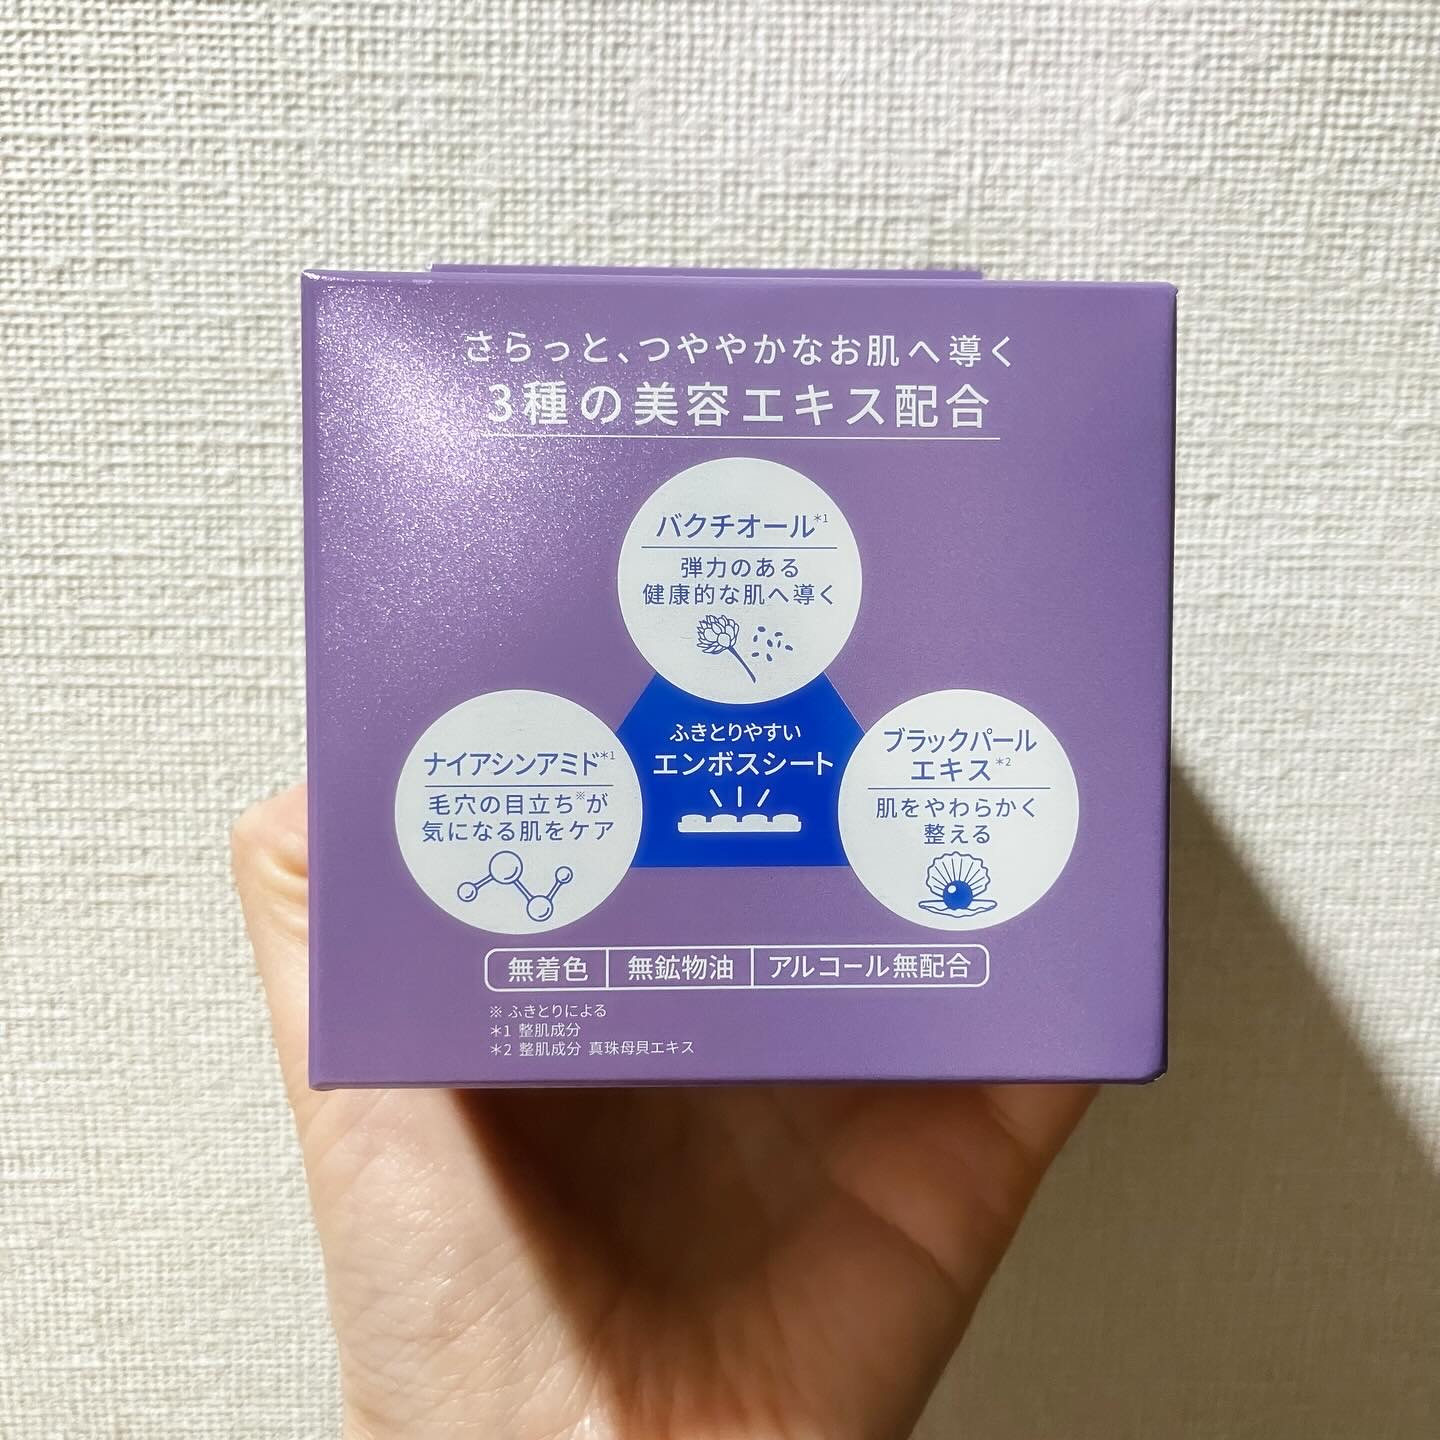 さらっと、つややかなお肌へ導く
3種の美容エキス配合
バクチオール*1
弾力のある
健康的な肌へ導く
ふきとりやすい
エンボスシート
ナイアシンアミド*1
毛穴の目立ち※が
気になる肌をケア
ブラックパール
エキス*2
肌をやわらかく
整える
無着色 無鉱物油 アルコール無配合
※ ふきとりによる
*1 整肌成分
*2 整肌成分 真珠母貝エキス